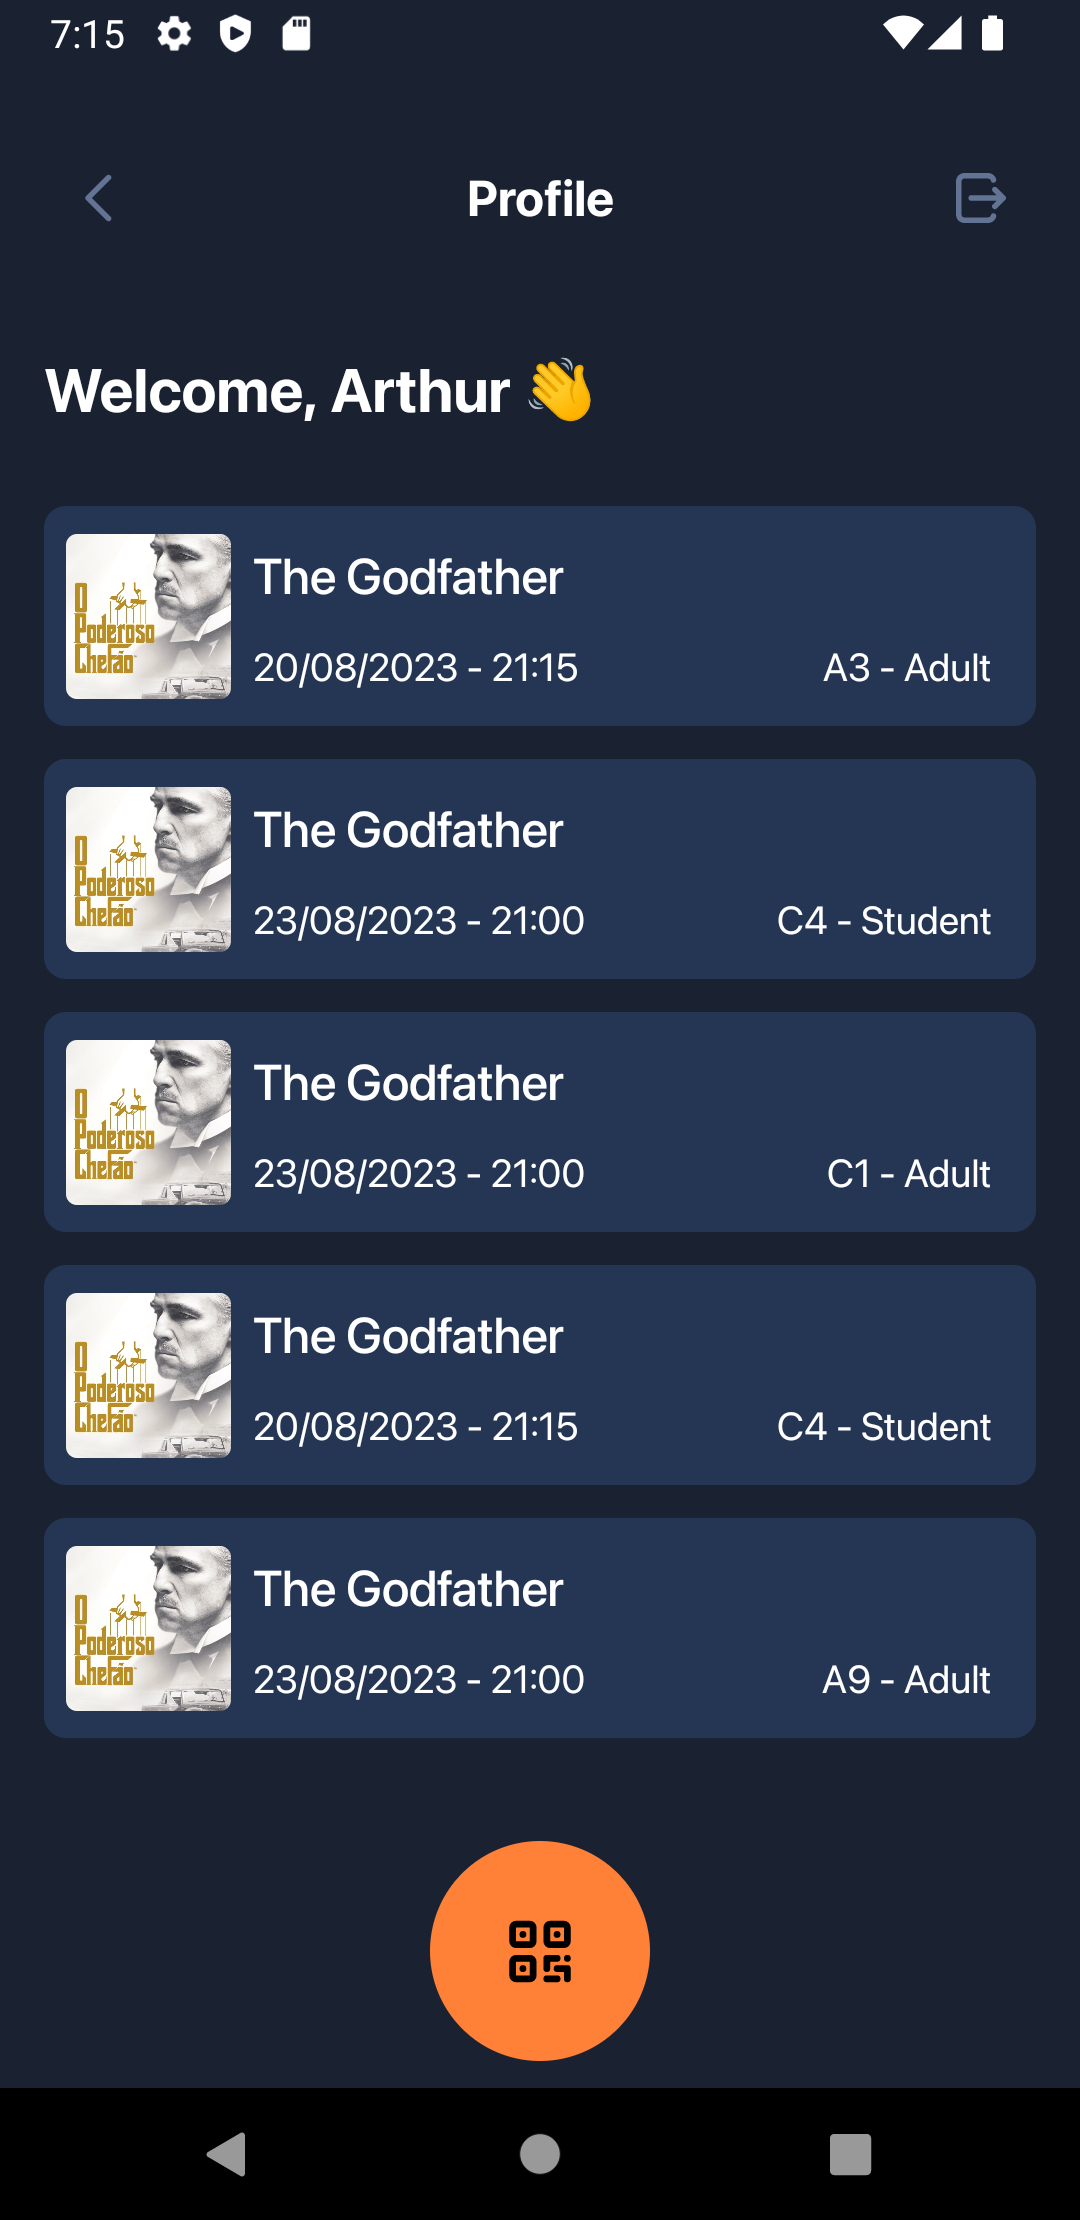 7:15
Profile
Welcome, Arthur 👋
The Godfather
20/08/2023 - 21:15 A3 - Adult
O
Poderoso
Chefão
The Godfather
23/08/2023 - 21:00 C4 - Student
O
Poderoso
Chefão
The Godfather
23/08/2023 - 21:00 C1 - Adult
O
Poderoso
Chefão
The Godfather
20/08/2023 - 21:15 C4 - Student
O
Poderoso
Chefão
The Godfather
23/08/2023 - 21:00 A9 - Adult
O
Poderoso
Chefão